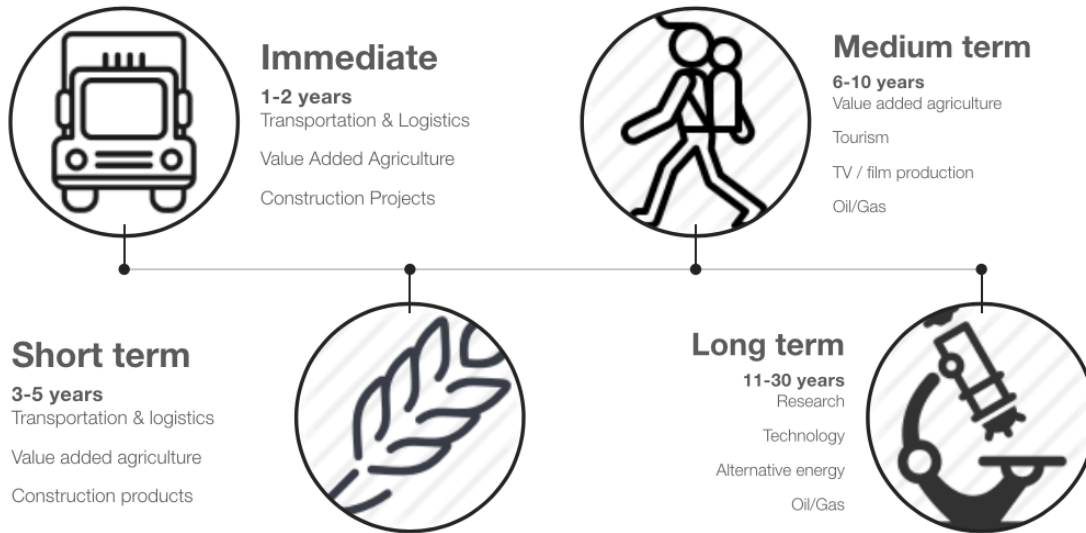 Immediate
1-2 years
Transportation & Logistics
Value Added Agriculture
Construction Projects
Short term
3-5 years
Transportation & logistics
Value added agriculture
Construction products
Medium term
6-10 years
Value added agriculture
Tourism
TV / film production
Oil/Gas
Long term
11-30 years
Research
Technology
Alternative energy
Oil/Gas